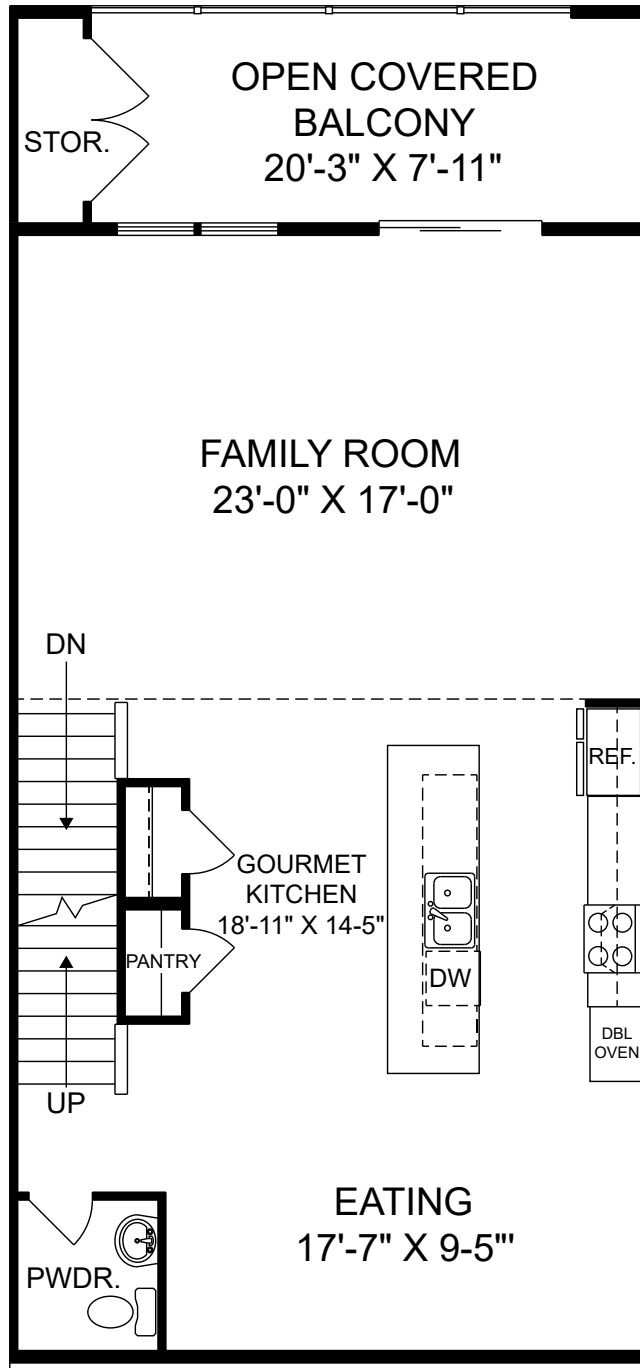 OPEN COVERED
BALCONY
20'-3" X 7'-11"
STOR.
FAMILY ROOM
23'-0" X 17'-0"
DN
REF.
GOURMET
KITCHEN
18'-11" X 14-5"
PANTRY
DW
DBL
OVEN
UP
EATING
17'-7" X 9-5"'
PWDR.